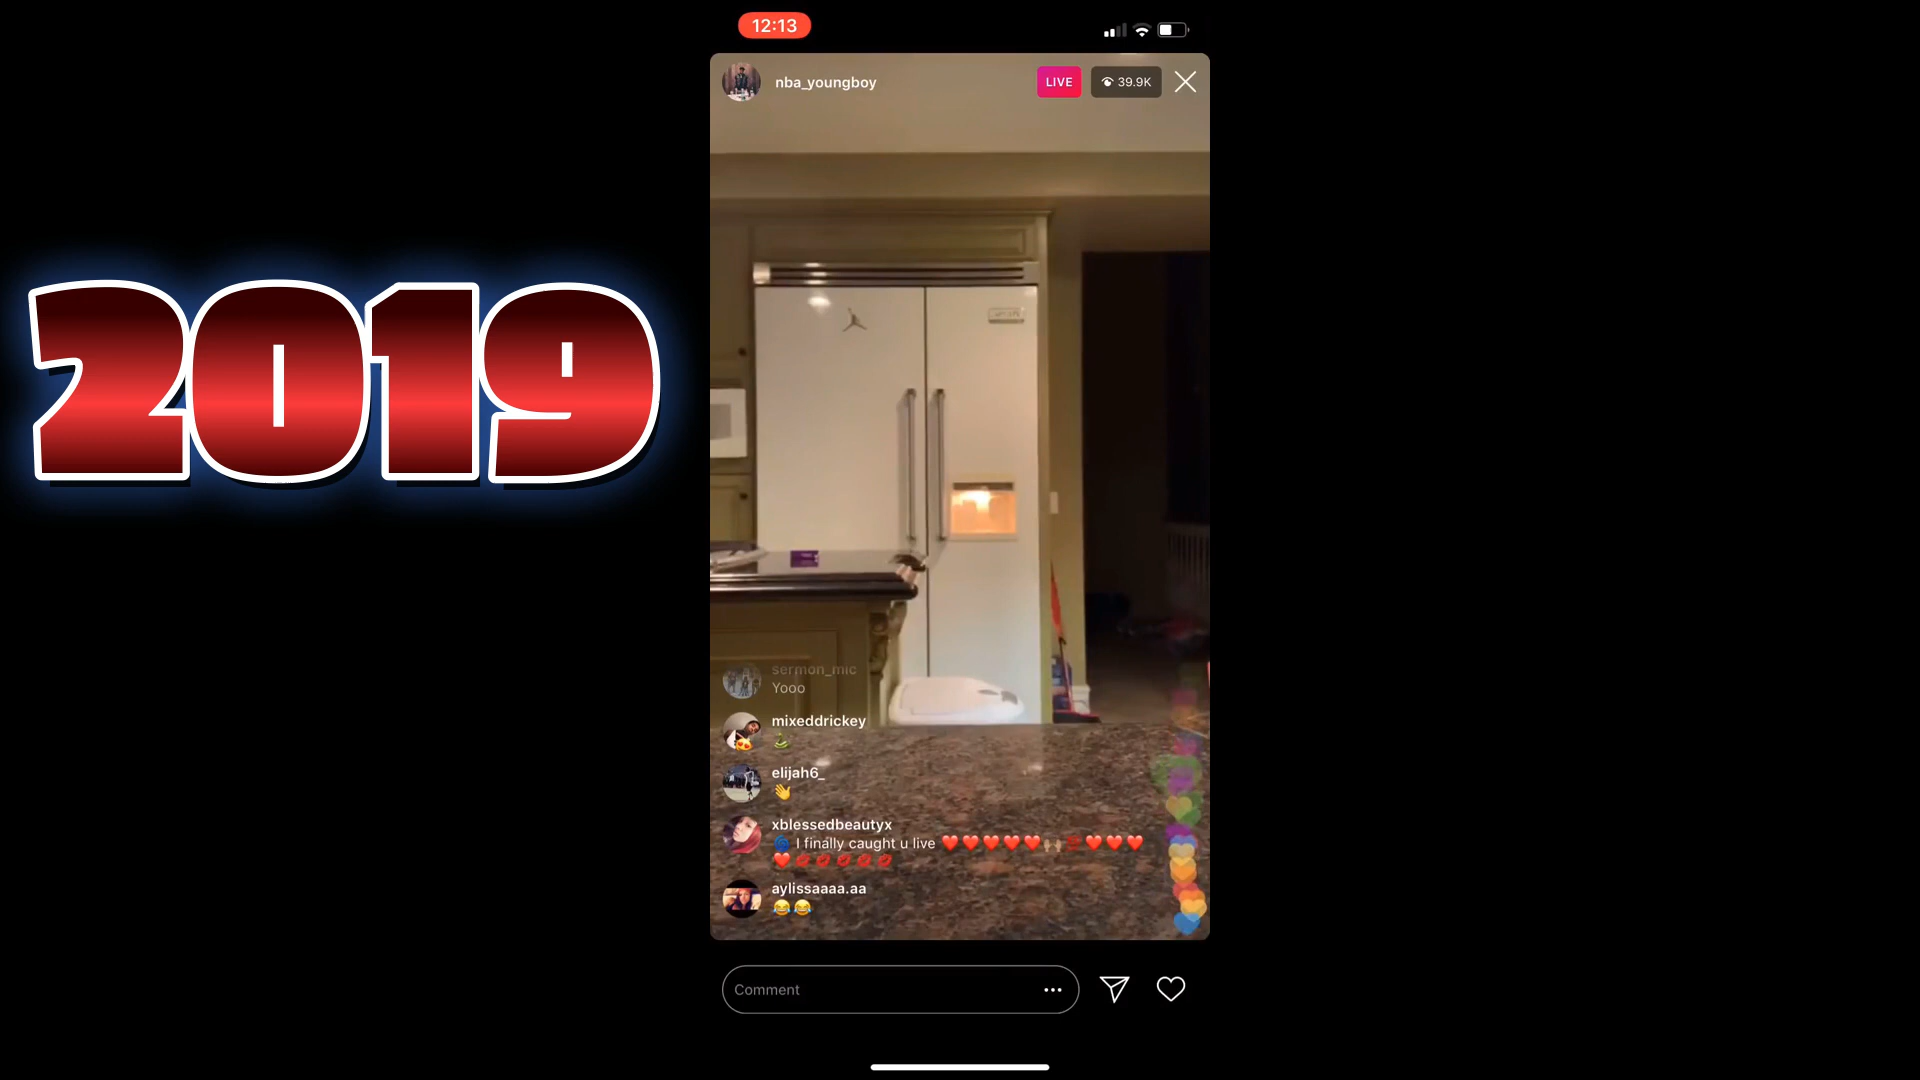 12:13
nba_youngboy
LIVE
39.9K
2019
sermon_mic
Yooo
mixeddrickey
elijah6_
👋
xblessedbeautyx
🌀 I finally caught u live ❤️❤️❤️❤️❤️🙌🏽💯❤️❤️❤️
❤️💋💋💋💋💋
aylissaaaa.aa
😂😂
Comment